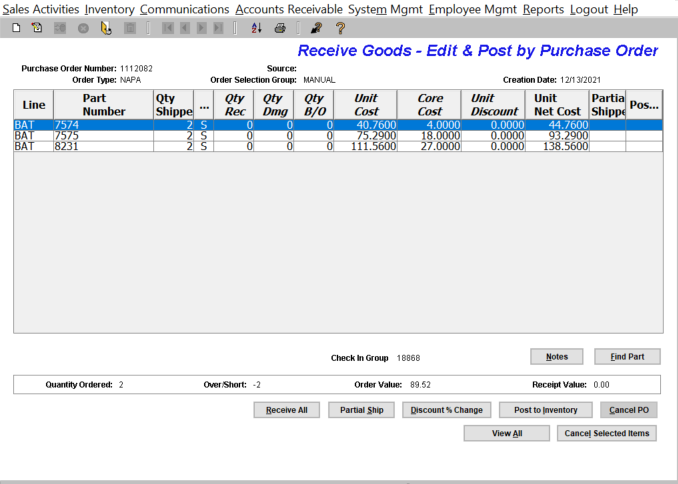 Sales Activities Inventory Communications Accounts Receivable System Mgmt Employee Mgmt Reports Logout Help
Receive Goods - Edit & Post by Purchase Order
Purchase Order Number: 1112082 Source:
Order Type: NAPA Order Selection Group: MANUAL Creation Date: 12/13/2021
Line Part Number Qty Shippe ... Qty Rec Qty Dmg Qty B/O Unit Cost Core Cost Unit Discount Unit Net Cost Partia Shippe Pos...
BAT 7574 2 S 0 0 0 40.7600 4.0000 0.0000 44.7600
BAT 7575 2 S 0 0 0 75.2900 18.0000 0.0000 93.2900
BAT 8231 2 S 0 0 0 111.5600 27.0000 0.0000 138.5600
Check In Group 18868 Notes Find Part
Quantity Ordered: 2 Over/Short: -2 Order Value: 89.52 Receipt Value: 0.00
Receive All Partial Ship Discount % Change Post to Inventory Cancel PO
View All Cancel Selected Items